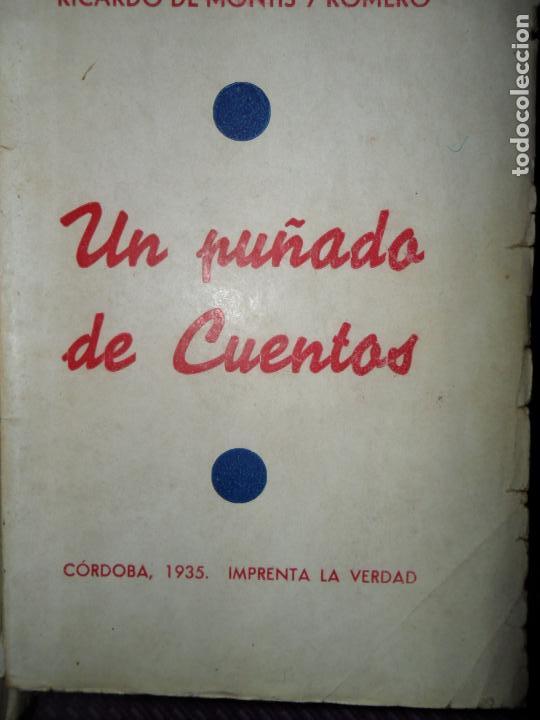 RICARDO DE MONTIS Y ROMERO
Un puñado
de Cuentos
CÓRDOBA, 1935. IMPRENTA LA VERDAD
todocoleccion